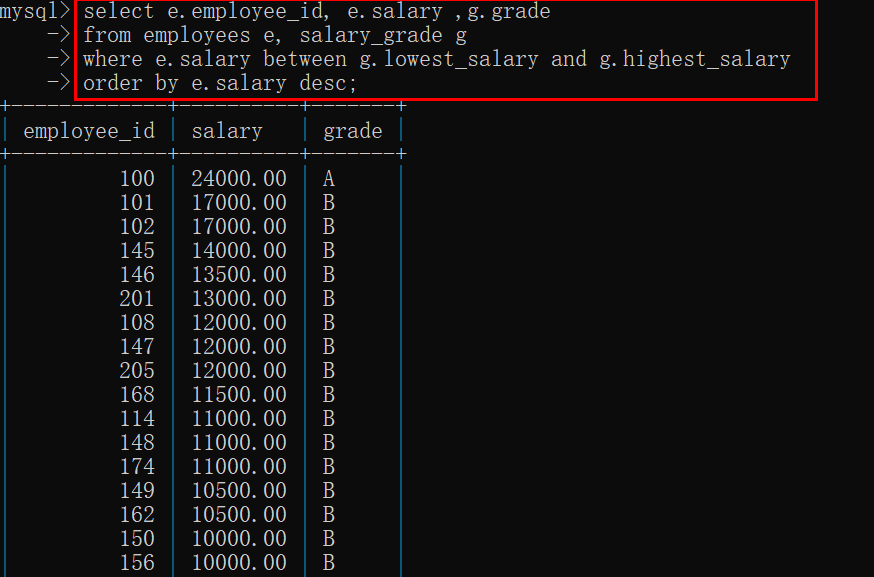 mysql> select e.employee_id, e.salary ,g.grade
-> from employees e, salary_grade g
-> where e.salary between g.lowest_salary and g.highest_salary
-> order by e.salary desc;
+-------------+----------+-------+
| employee_id | salary | grade |
+-------------+----------+-------+
| 100 | 24000.00 | A |
| 101 | 17000.00 | B |
| 102 | 17000.00 | B |
| 145 | 14000.00 | B |
| 146 | 13500.00 | B |
| 201 | 13000.00 | B |
| 108 | 12000.00 | B |
| 147 | 12000.00 | B |
| 205 | 12000.00 | B |
| 168 | 11500.00 | B |
| 114 | 11000.00 | B |
| 148 | 11000.00 | B |
| 174 | 11000.00 | B |
| 149 | 10500.00 | B |
| 162 | 10500.00 | B |
| 150 | 10000.00 | B |
| 156 | 10000.00 | B |